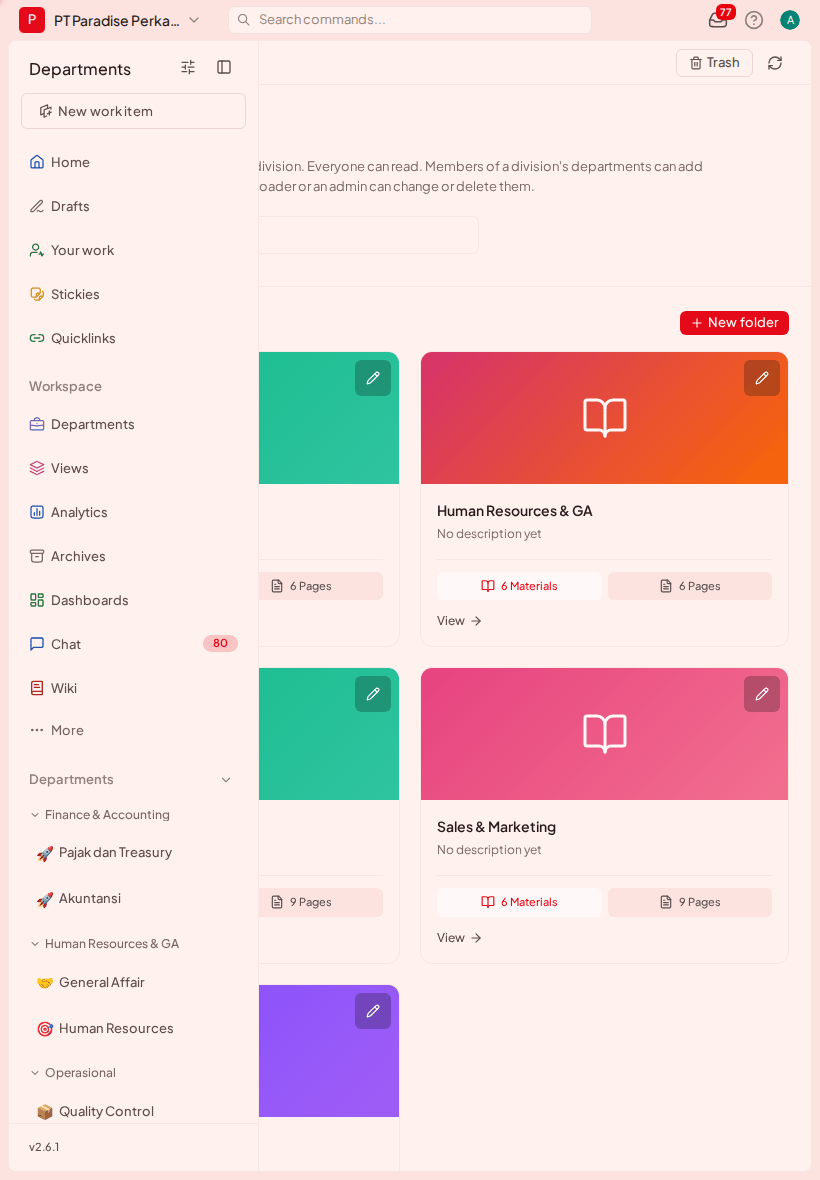 P PT Paradise Perka...
Search commands...
77
A
Departments
New work item
Home
Drafts
Your work
Stickies
Quicklinks
Workspace
Departments
Views
Analytics
Archives
Dashboards
Chat 80
Wiki
More
Departments
Finance & Accounting
Pajak dan Treasury
Akuntansi
Human Resources & GA
General Affair
Human Resources
Operasional
Quality Control
v2.6.1
Trash
division. Everyone can read. Members of a division's departments can add
or an admin can change or delete them.
New folder
6 Pages
Human Resources & GA
No description yet
6 Materials
6 Pages
View
9 Pages
Sales & Marketing
No description yet
6 Materials
9 Pages
View